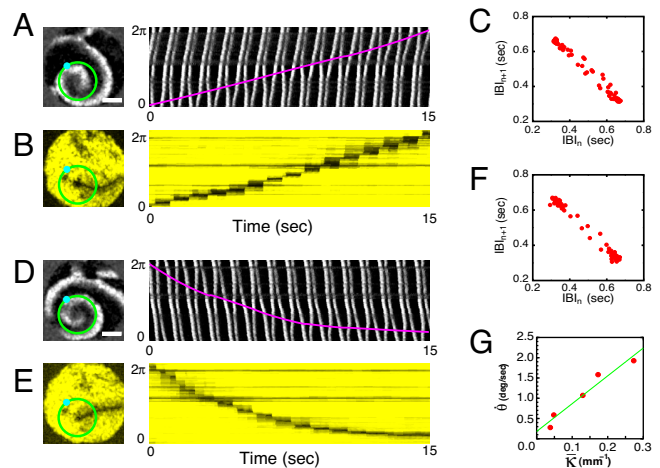 A
2π
0
15
B
2π
0
0
Time (sec)
15
C
0.8
0.6
0.4
0.2
0.2 0.4 0.6 0.8
IBIn+1 (sec)
IBIn (sec)
D
2π
0
15
E
2π
0
0
Time (sec)
15
F
0.8
0.6
0.4
0.2
0.2 0.4 0.6 0.8
IBIn+1 (sec)
IBIn (sec)
G
2.5
2.0
1.5
1.0
0.5
0.0
0.0 0.1 0.2 0.3
θ̇ (deg/sec)
κ̄ (mm⁻¹)